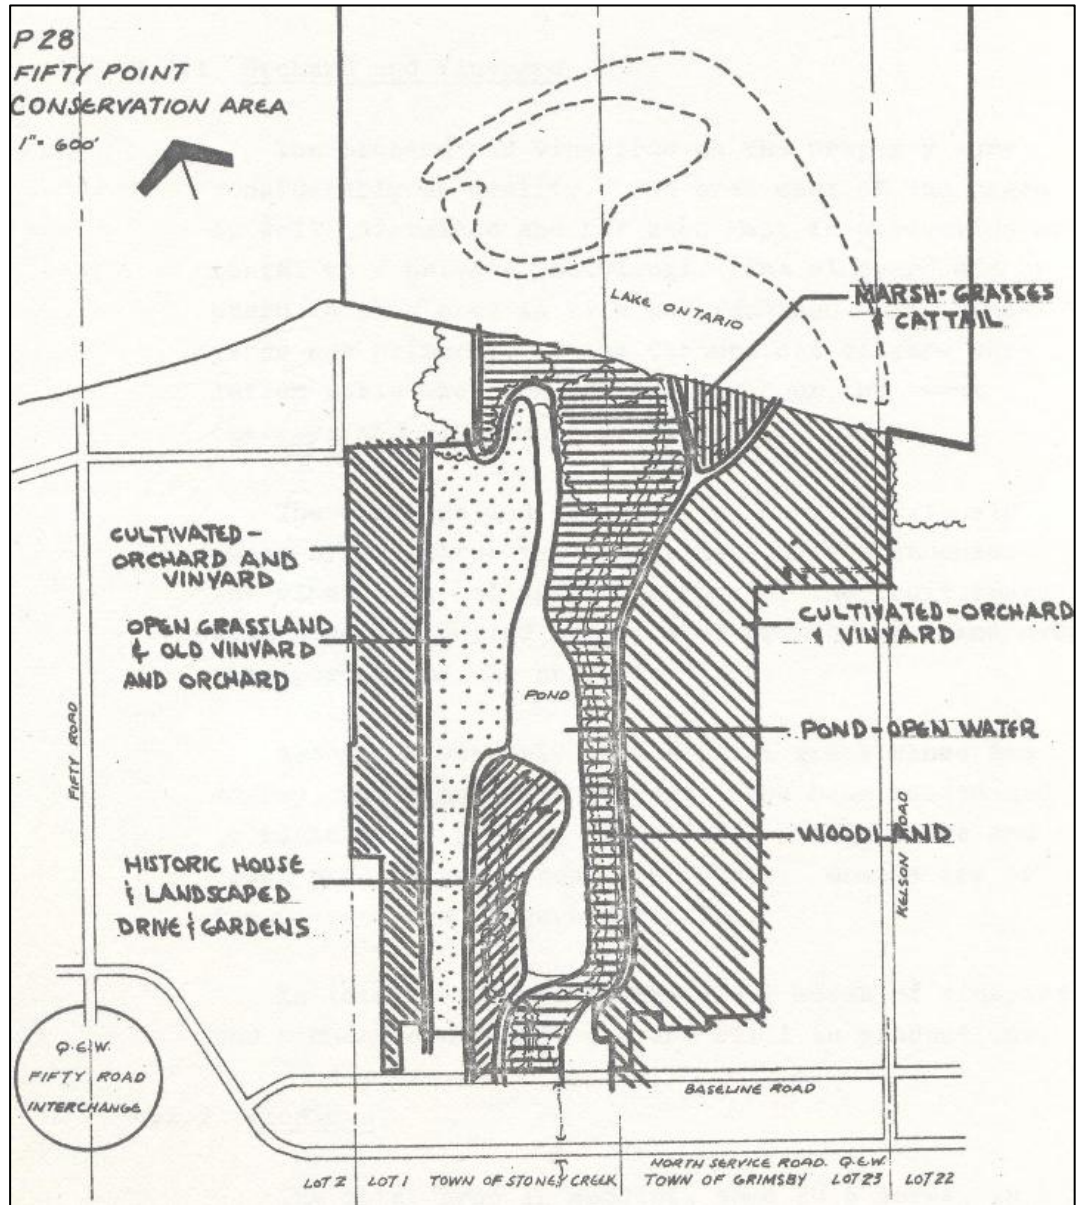 P 28
FIFTY POINT
CONSERVATION AREA
1" = 600'
LAKE ONTARIO
MARSH-GRASSES
& CATTAIL
CULTIVATED-
ORCHARD AND
VINYARD
OPEN GRASSLAND
& OLD VINYARD
AND ORCHARD
CULTIVATED-ORCHARD
& VINYARD
POND
POND-OPEN WATER
FIFTY ROAD
WOODLAND
KELSON ROAD
HISTORIC HOUSE
& LANDSCAPED
DRIVE & GARDENS
Q.E.W.
FIFTY ROAD
INTERCHANGE
BASELINE ROAD
NORTH SERVICE ROAD. Q.E.W.
LOT 2 LOT 1 TOWN OF STONEY CREEK TOWN OF GRIMSBY LOT 23 LOT 22